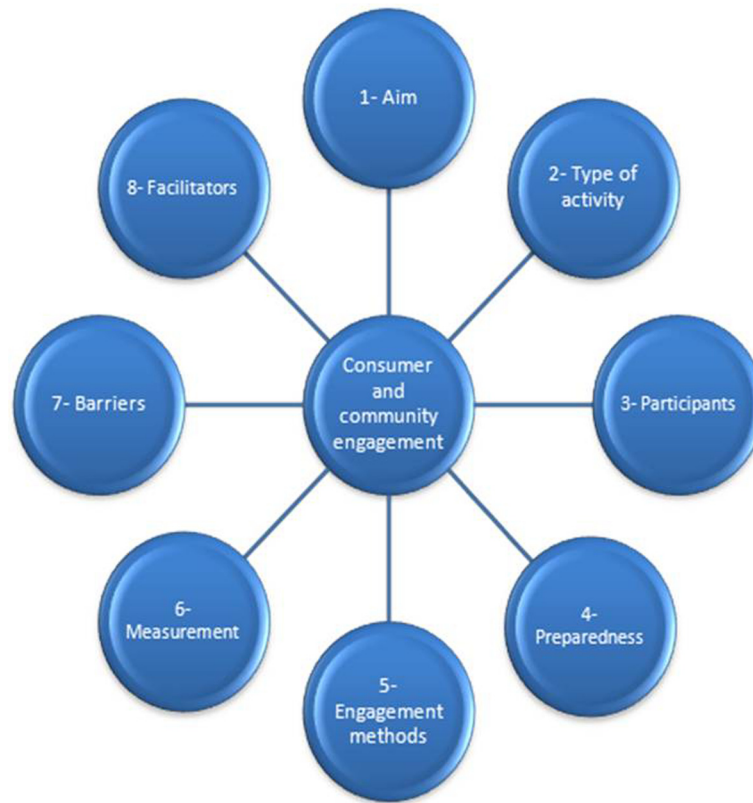 1- Aim
2- Type of
activity
3- Participants
4-
Preparedness
5-
Engagement
methods
6-
Measurement
7- Barriers
8- Facilitators
Consumer
and
community
engagement